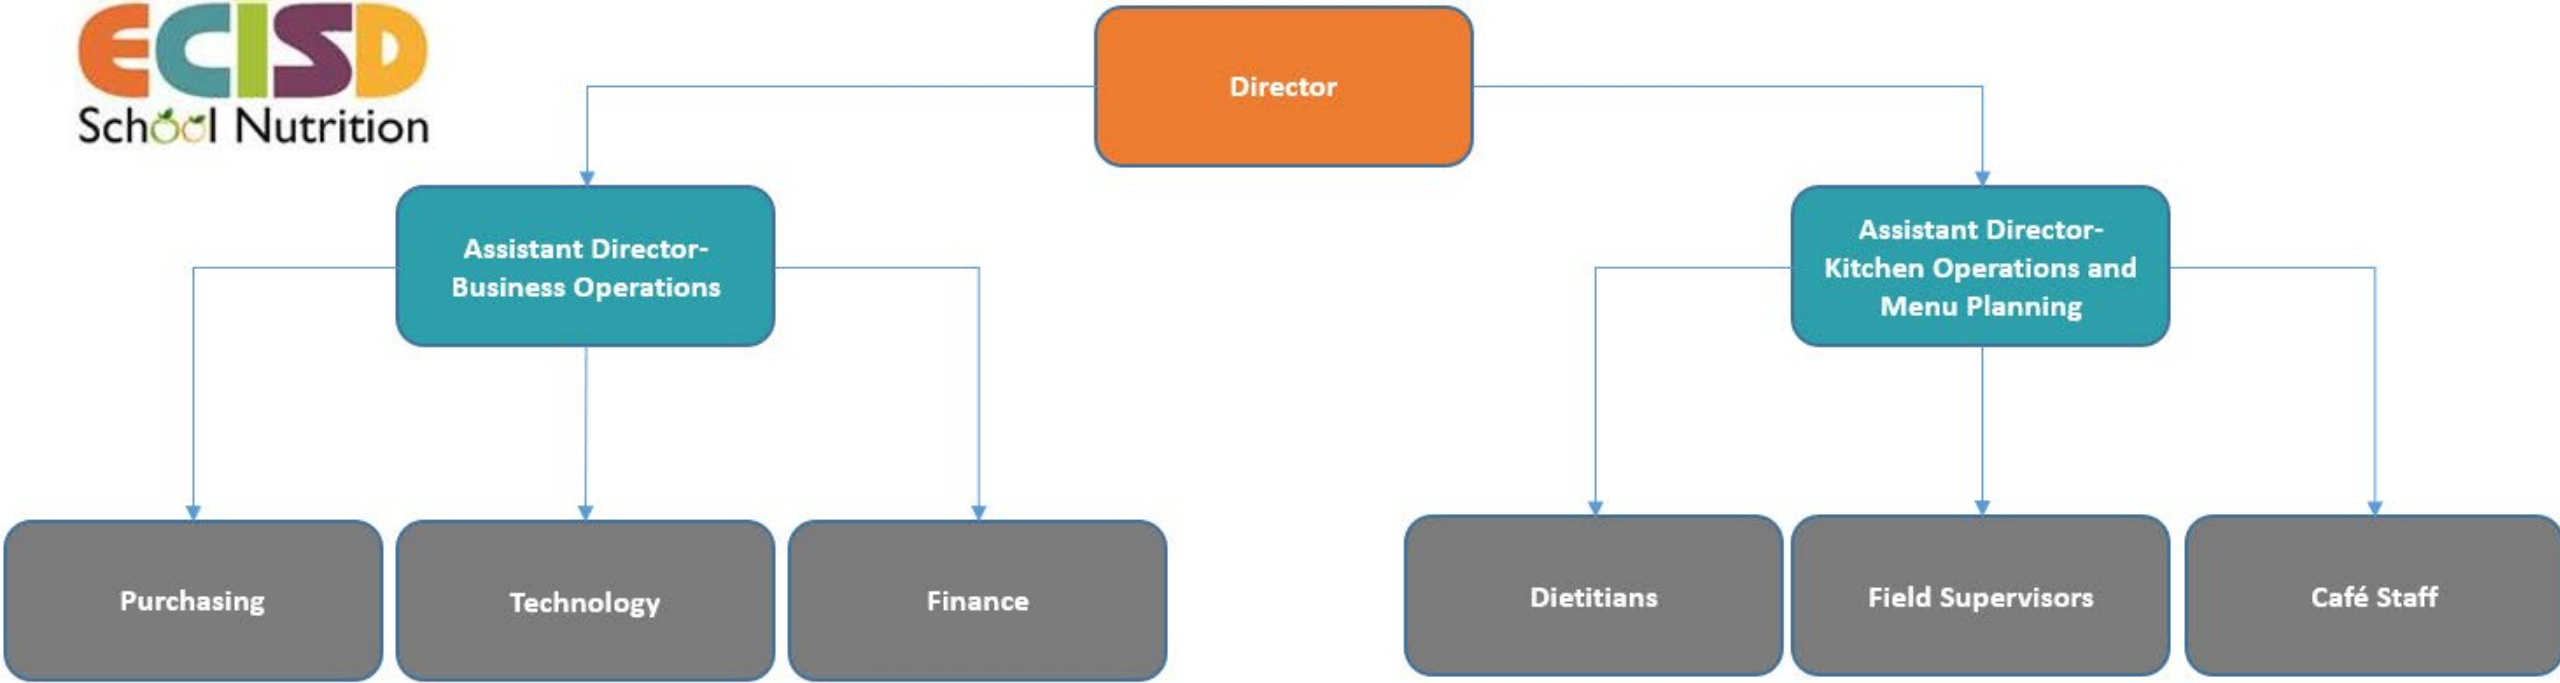 ECISD
School Nutrition
Director
Assistant Director-
Business Operations
Assistant Director-
Kitchen Operations and
Menu Planning
Purchasing
Technology
Finance
Dietitians
Field Supervisors
Café Staff